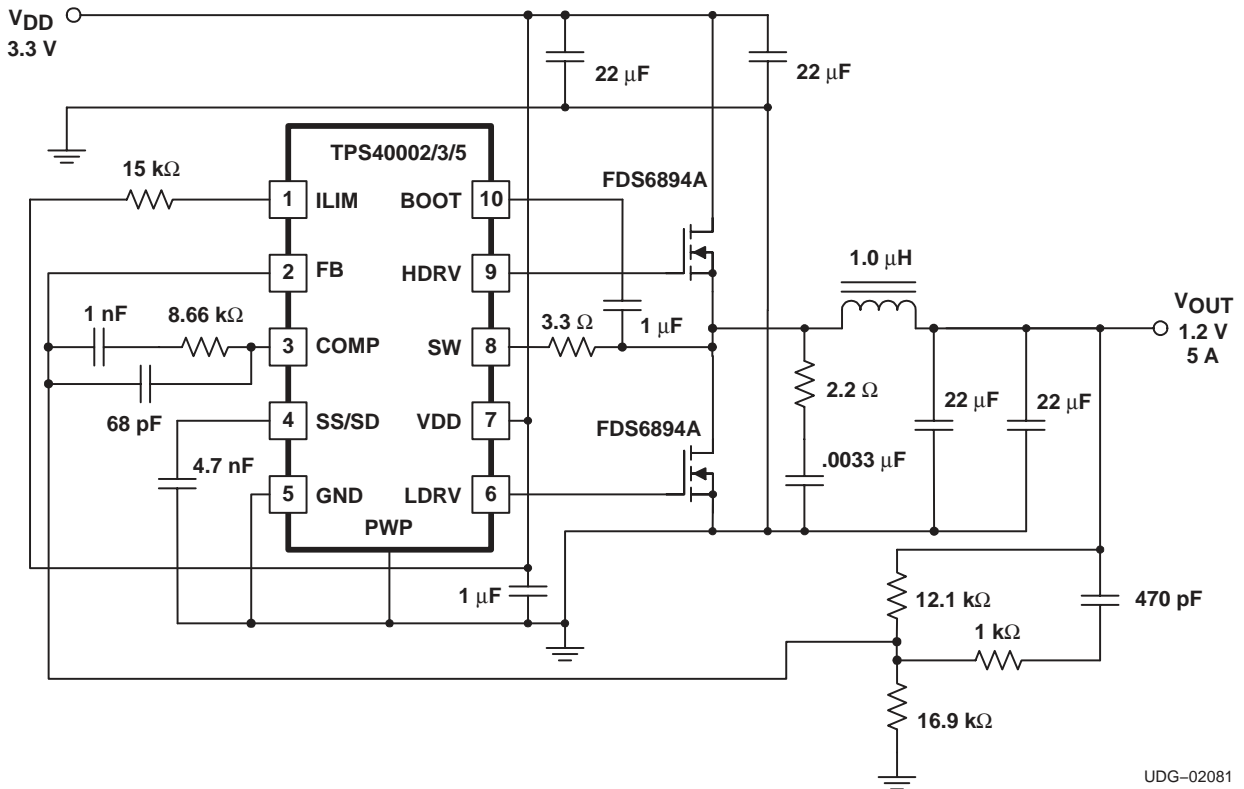 VDD
3.3 V
22 μF
22 μF
TPS40002/3/5
15 kΩ
FDS6894A
1
ILIM
BOOT
10
1.0 μH
2
FB
HDRV
9
VOUT
1.2 V
5 A
1 nF
8.66 kΩ
3.3 Ω
1 μF
3
COMP
SW
8
2.2 Ω
68 pF
22 μF
22 μF
4
SS/SD
VDD
7
FDS6894A
4.7 nF
.0033 μF
5
GND
LDRV
6
PWP
1 μF
12.1 kΩ
470 pF
1 kΩ
16.9 kΩ
UDG–02081